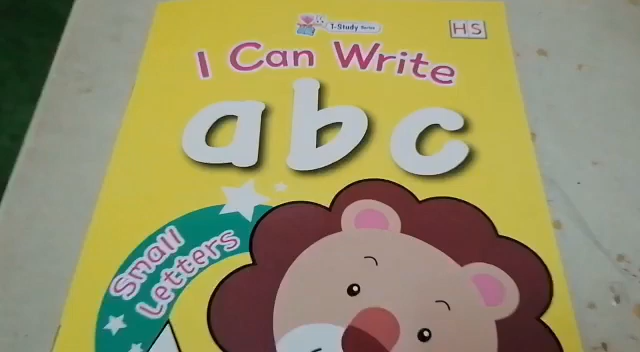 T-Study Series
HS
I Can Write
abc
Small
Letters